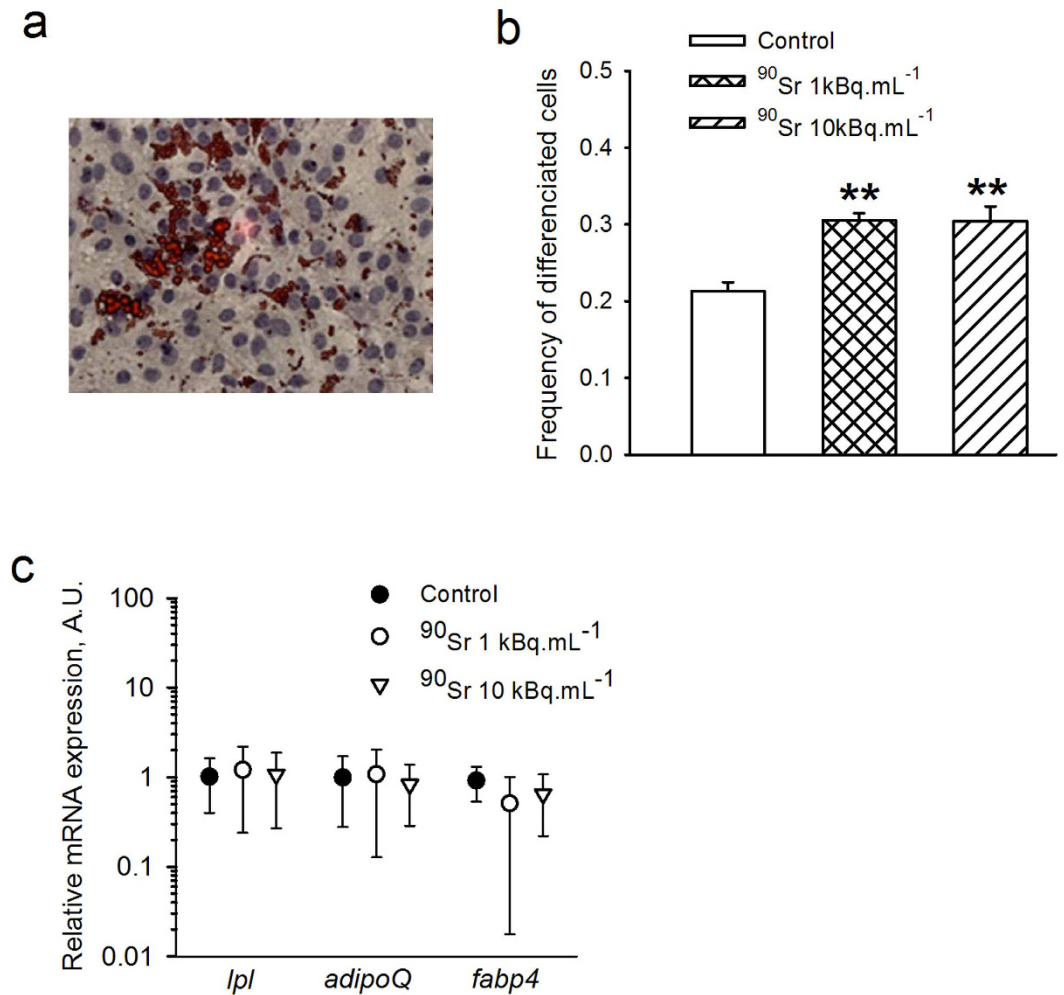 a
b
Control
⁹⁰Sr 1kBq.mL⁻¹
⁹⁰Sr 10kBq.mL⁻¹
Frequency of differenciated cells
0.5
0.4
0.3
0.2
0.1
0.0
**
**
c
Control
⁹⁰Sr 1 kBq.mL⁻¹
⁹⁰Sr 10 kBq.mL⁻¹
Relative mRNA expression, A.U.
100
10
1
0.1
0.01
lpl adipoQ fabp4